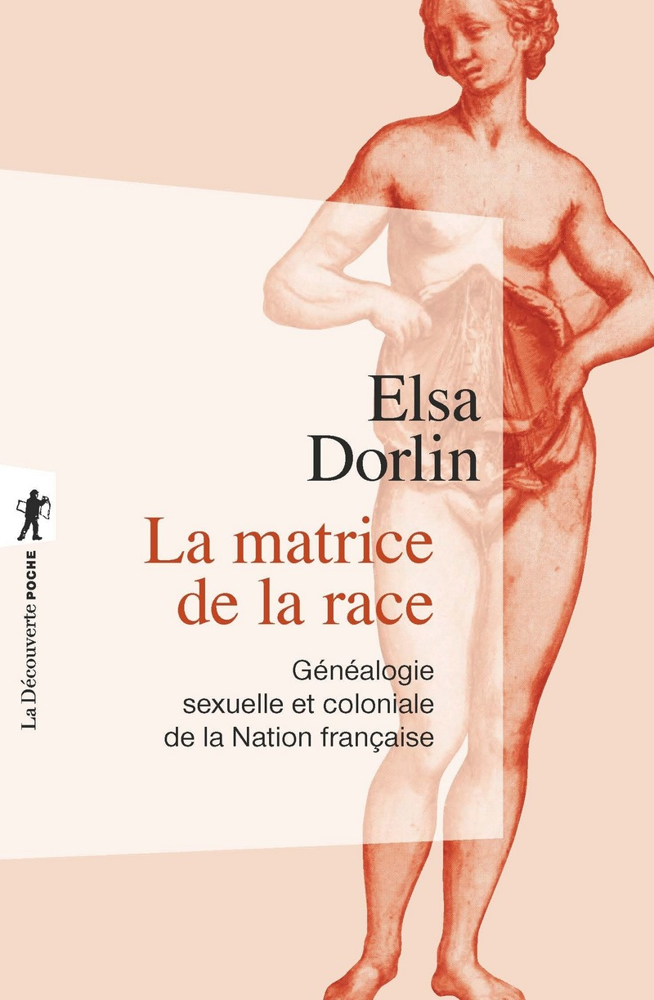 Elsa
Dorlin
La matrice
de la race
Généalogie
sexuelle et coloniale
de la Nation française
La Découverte POCHE